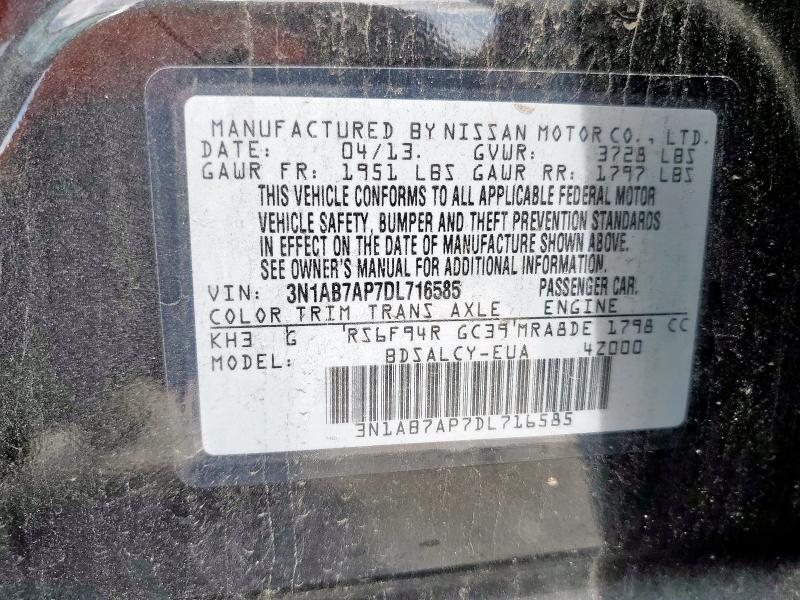 MANUFACTURED BY NISSAN MOTOR CO., LTD.
DATE: 04/13. GVWR: 3728 LBS
GAWR FR: 1951 LBS GAWR RR: 1797 LBS
THIS VEHICLE CONFORMS TO ALL APPLICABLE FEDERAL MOTOR
VEHICLE SAFETY, BUMPER AND THEFT PREVENTION STANDARDS
IN EFFECT ON THE DATE OF MANUFACTURE SHOWN ABOVE.
SEE OWNER'S MANUAL FOR ADDITIONAL INFORMATION.
VIN: 3N1AB7AP7DL716585 PASSENGER CAR.
COLOR TRIM TRANS AXLE ENGINE
KH3 G RS6F94R GC39 MRA8DE 1798 CC
MODEL: BDSALCY-EUA 4Z000
3N1AB7AP7DL716585